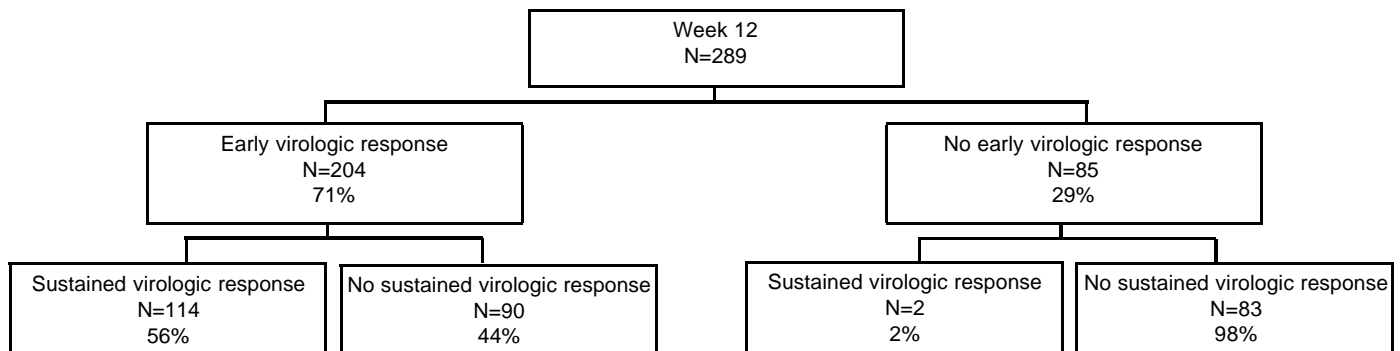 Week 12
N=289
Early virologic response
N=204
71%
No early virologic response
N=85
29%
Sustained virologic response
N=114
56%
No sustained virologic response
N=90
44%
Sustained virologic response
N=2
2%
No sustained virologic response
N=83
98%